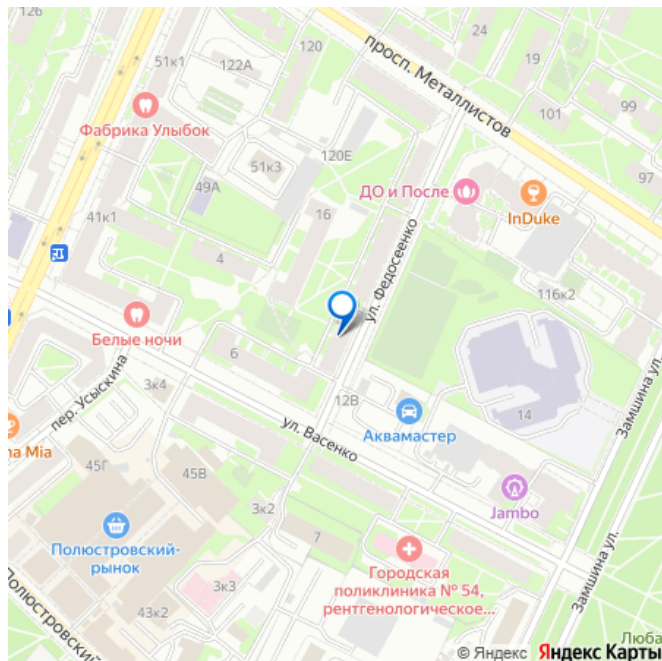 126
51к1
122А
120
24
19
просп. Металлистов
101
99
97
Фабрика Улыбок
51к3
120Е
49А
ДО и После
InDuke
41к1
16
4
ул. Федосеенко
116к2
Белые ночи
6
пер. Усыскина
3к4
12В
ул. Васенко
Аквамастер
14
Замшина ул.
na Mia
45Г
45В
3к2
7
Jambo
Полюстровский
рынок
Городская
поликлиника № 54,
рентгенологическое...
3к3
43к2
Полюстровский
Замшина ул.
Люба
© Яндекс Яндекс Карты